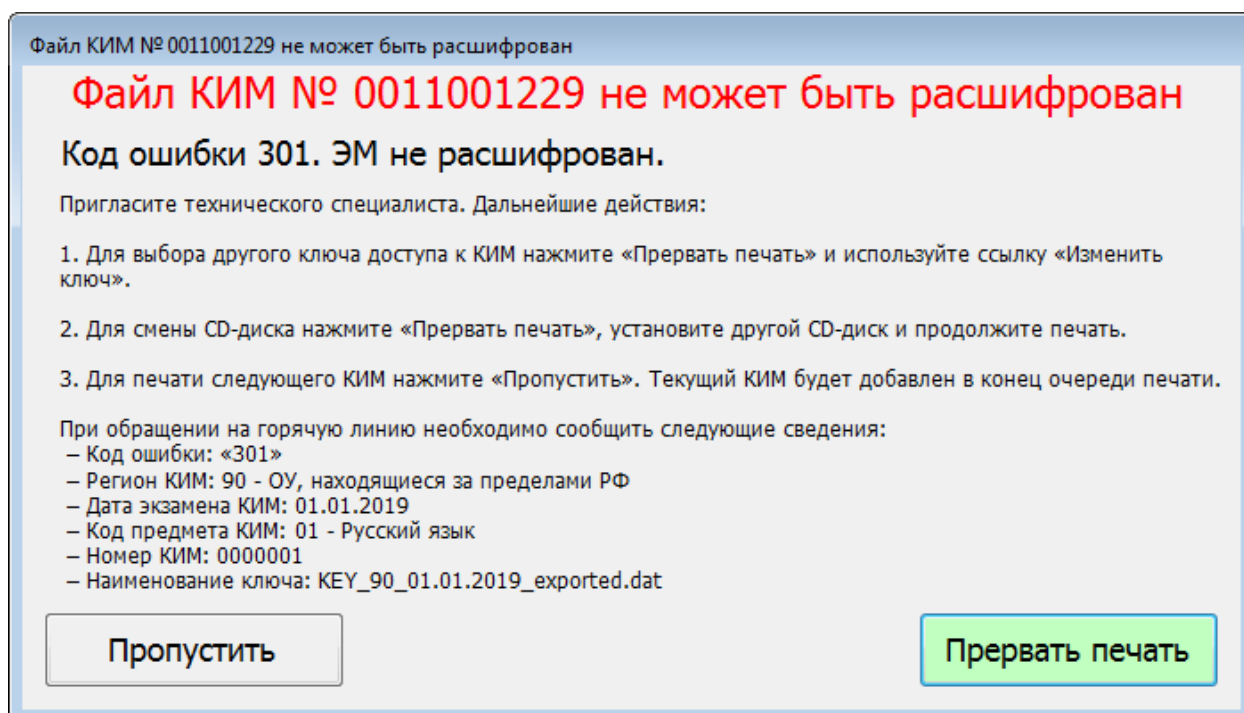 Файл КИМ № 0011001229 не может быть расшифрован
Файл КИМ № 0011001229 не может быть расшифрован
Код ошибки 301. ЭМ не расшифрован.
Пригласите технического специалиста. Дальнейшие действия:
1. Для выбора другого ключа доступа к КИМ нажмите «Прервать печать» и используйте ссылку «Изменить
ключ».
2. Для смены CD-диска нажмите «Прервать печать», установите другой CD-диск и продолжите печать.
3. Для печати следующего КИМ нажмите «Пропустить». Текущий КИМ будет добавлен в конец очереди печати.
При обращении на горячую линию необходимо сообщить следующие сведения:
– Код ошибки: «301»
– Регион КИМ: 90 - ОУ, находящиеся за пределами РФ
– Дата экзамена КИМ: 01.01.2019
– Код предмета КИМ: 01 - Русский язык
– Номер КИМ: 0000001
– Наименование ключа: KEY_90_01.01.2019_exported.dat
Пропустить
Прервать печать